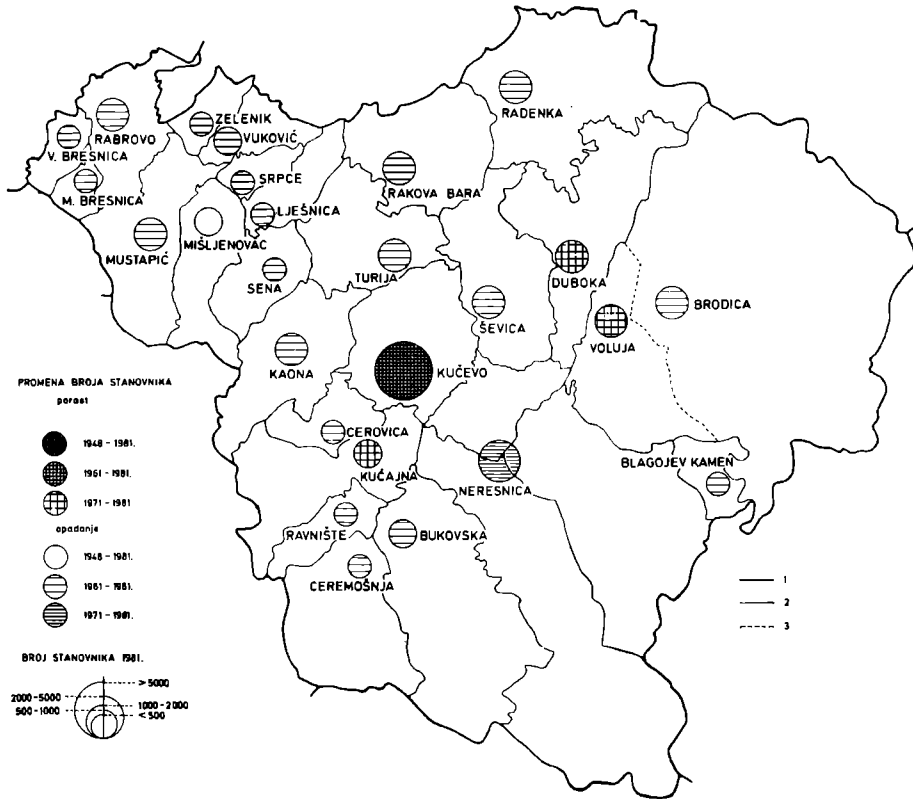 RADENKA
ZELENIK
RABROVO
VUKOVIĆ
V. BRESNICA
SRPCE
RAKOVA BARA
M. BRESNICA
LJEŠNICA
MIŠLJENOVAC
MUSTAPIĆ
TURIJA
DUBOKA
SENA
BRODICA
ŠEVICA
VOLUJA
KAONA
KUČEVO
CEROVICA
BLAGOJEV KAMEN
KUČAJNA
NERESNICA
RAVNIŠTE
BUKOVSKA
CEREMOŠNJA
PROMENA BROJA STANOVNIKA
porast
1948 - 1981.
1961 - 1981.
1971 - 1981
opadanje
1948 - 1981.
1961 - 1981.
1971 - 1981.
BROJ STANOVNIKA 1981.
> 5000
2000 - 5000
1000 - 2000
500 - 1000
< 500
1
2
3